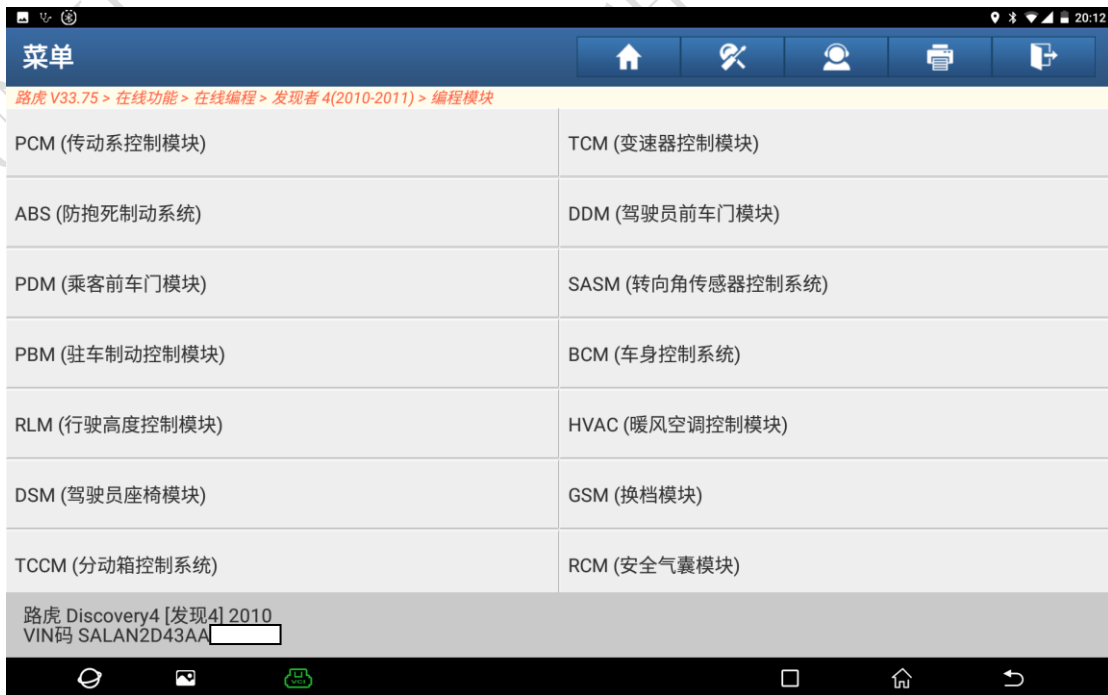 20:12
菜单
路虎 V33.75 > 在线功能 > 在线编程 > 发现者 4(2010-2011) > 编程模块
PCM (传动系控制模块)
TCM (变速器控制模块)
ABS (防抱死制动系统)
DDM (驾驶员前车门模块)
PDM (乘客前车门模块)
SASM (转向角传感器控制系统)
PBM (驻车制动控制模块)
BCM (车身控制系统)
RLM (行驶高度控制模块)
HVAC (暖风空调控制模块)
DSM (驾驶员座椅模块)
GSM (换档模块)
TCCM (分动箱控制系统)
RCM (安全气囊模块)
路虎 Discovery4 [发现4] 2010
VIN码 SALAN2D43AA
VCI